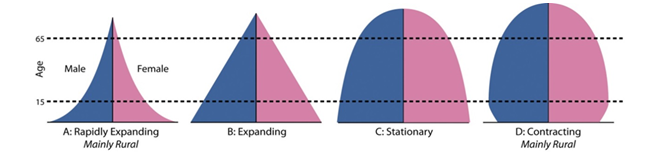 65
Age
Male
Female
15
A: Rapidly Expanding
Mainly Rural
B: Expanding
C: Stationary
D: Contracting
Mainly Rural